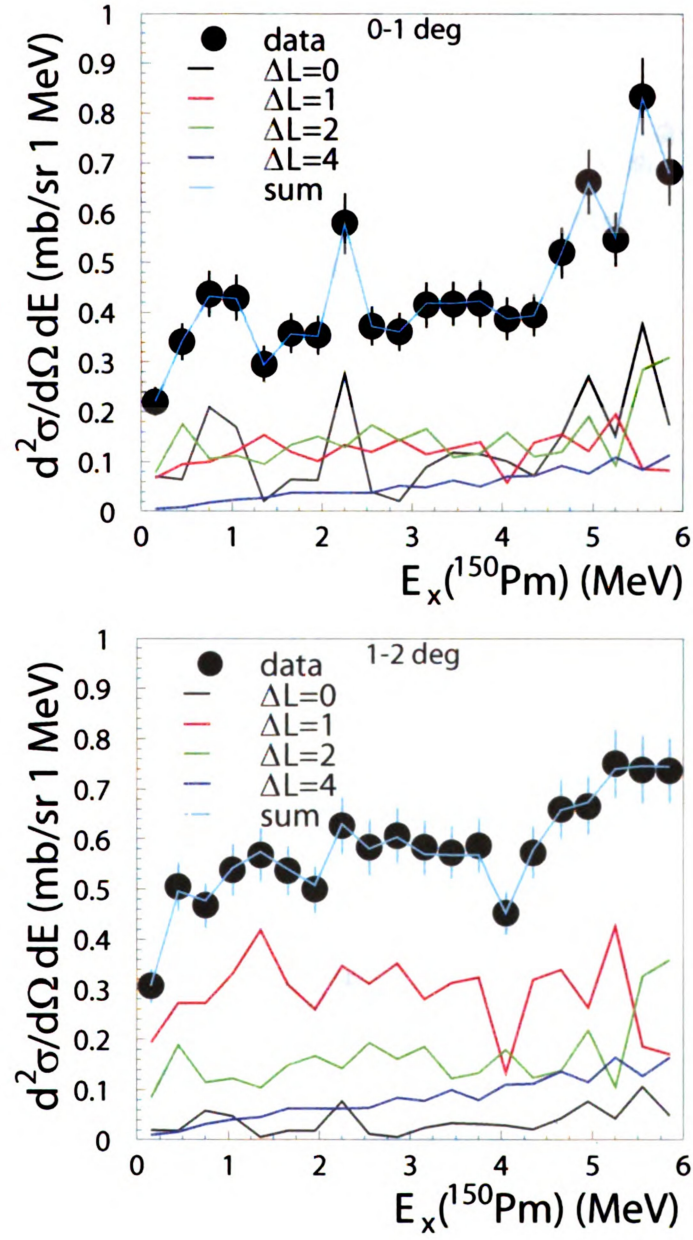 0-1 deg
data
ΔL=0
ΔL=1
ΔL=2
ΔL=4
sum
d²σ/dΩ dE (mb/sr 1 MeV)
1
0.9
0.8
0.7
0.6
0.5
0.4
0.3
0.2
0.1
0
0 1 2 3 4 5 6
Eₓ(¹⁵⁰Pm) (MeV)
1-2 deg
data
ΔL=0
ΔL=1
ΔL=2
ΔL=4
sum
d²σ/dΩ dE (mb/sr 1 MeV)
1
0.9
0.8
0.7
0.6
0.5
0.4
0.3
0.2
0.1
0
0 1 2 3 4 5 6
Eₓ(¹⁵⁰Pm) (MeV)